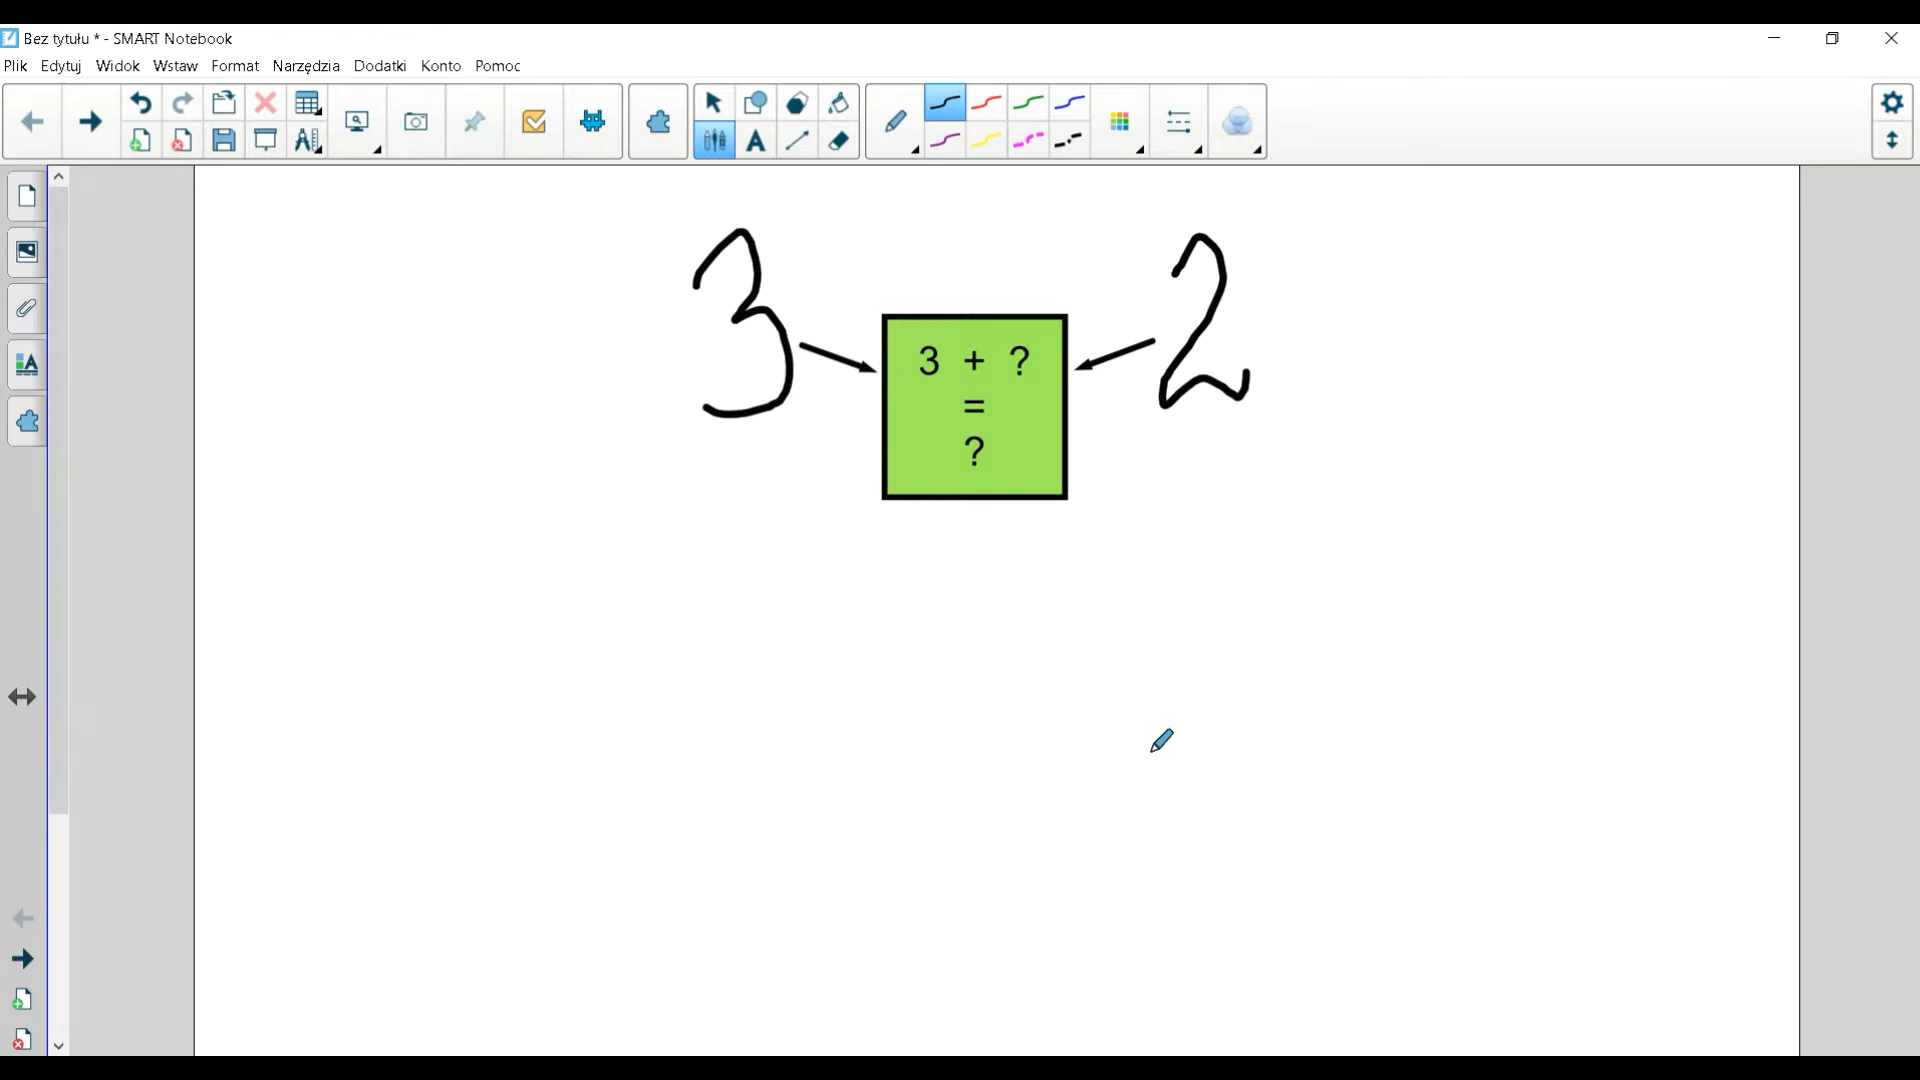 Bez tytułu * - SMART Notebook
Plik Edytuj Widok Wstaw Format Narzędzia Dodatki Konto Pomoc
3 2
3 + ?
=
?